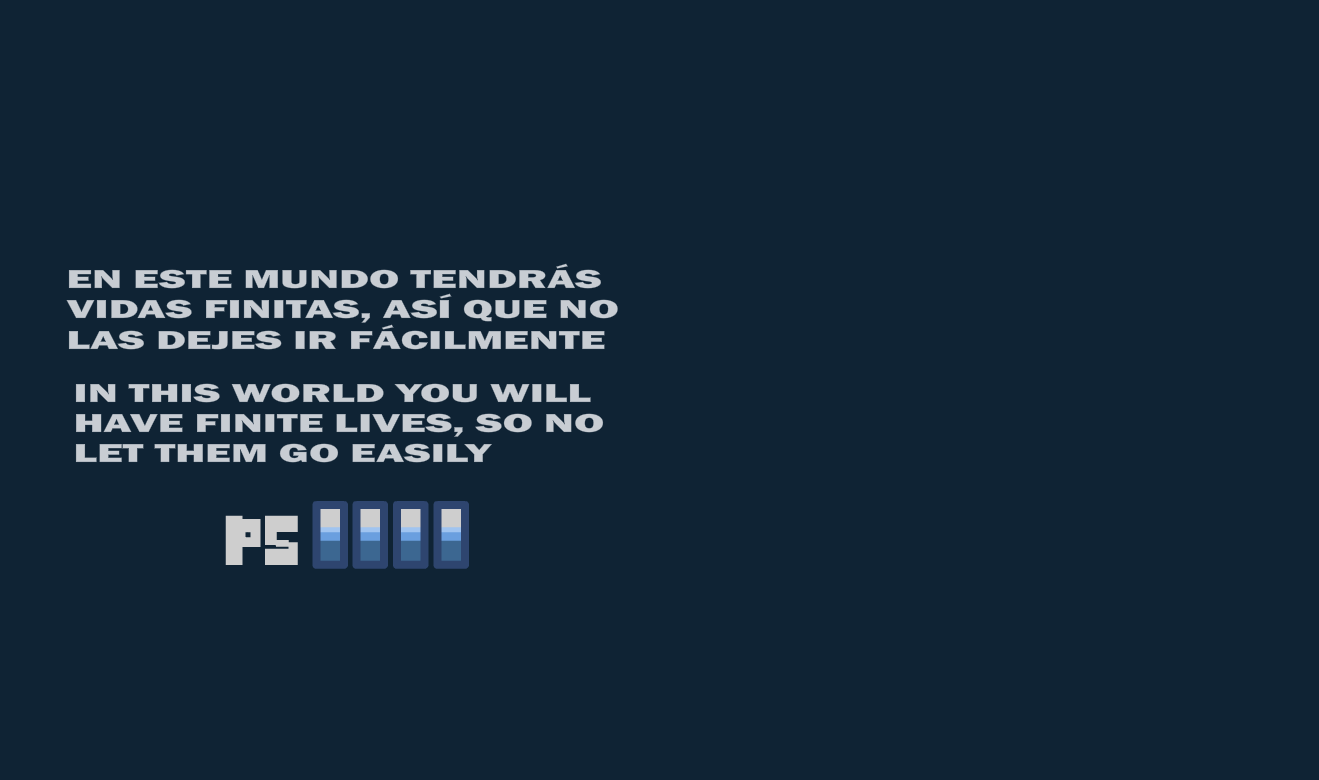 EN ESTE MUNDO TENDRÁS
VIDAS FINITAS, ASÍ QUE NO
LAS DEJES IR FÁCILMENTE
IN THIS WORLD YOU WILL
HAVE FINITE LIVES, SO NO
LET THEM GO EASILY
PS